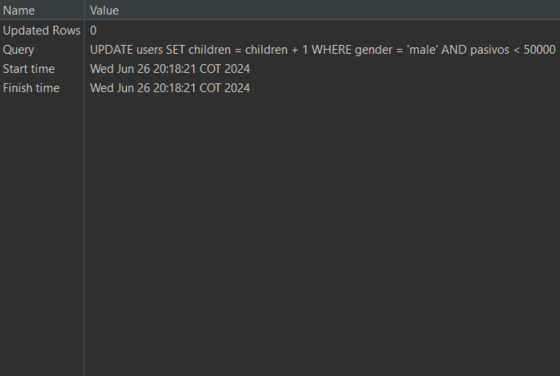 Name Value
Updated Rows 0
Query UPDATE users SET children = children + 1 WHERE gender = 'male' AND pasivos < 50000
Start time Wed Jun 26 20:18:21 COT 2024
Finish time Wed Jun 26 20:18:21 COT 2024